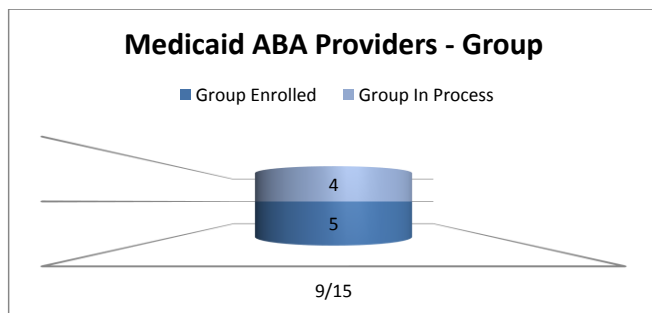 Medicaid ABA Providers - Group
Group Enrolled Group In Process
4
5
9/15